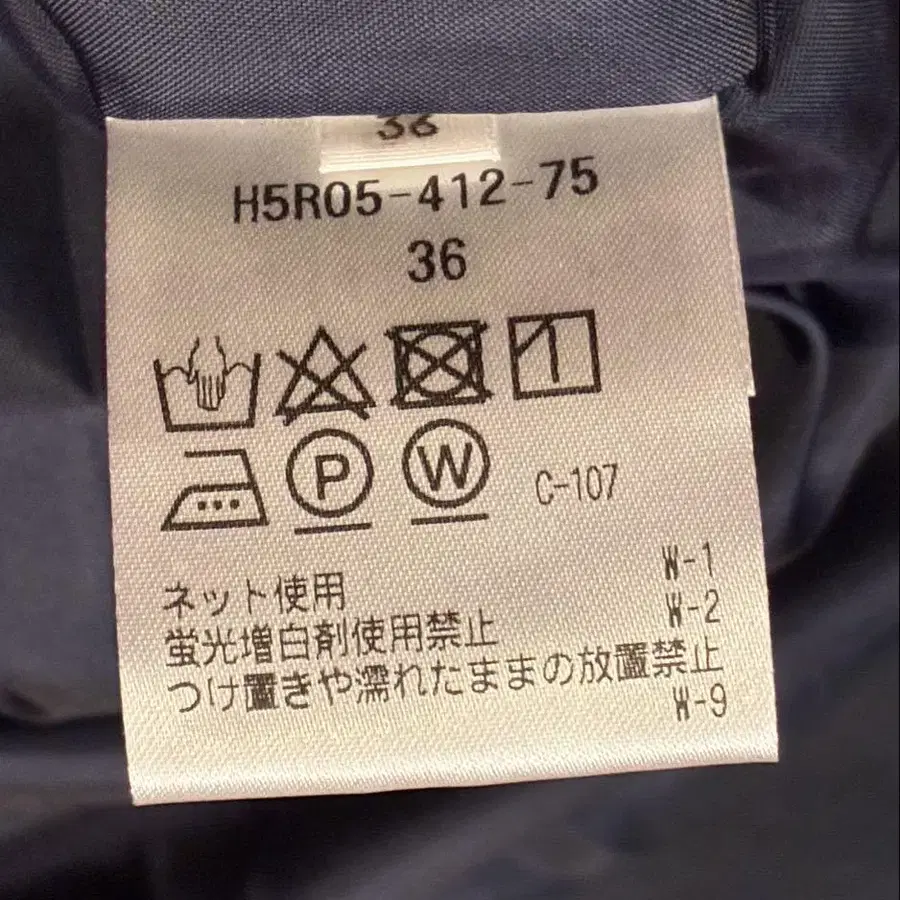 36
H5R05-412-75
36
P W C-107
ネット使用 W-1
蛍光増白剤使用禁止 W-2
つけ置きや濡れたままの放置禁止
W-9